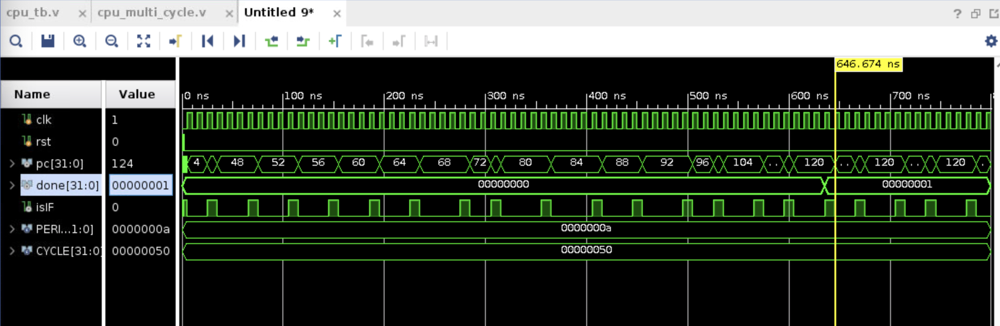 cpu_tb.v × cpu_multi_cycle.v × Untitled 9* × ?
646.674 ns
Name Value 0 ns 100 ns 200 ns 300 ns 400 ns 500 ns 600 ns 700 ns
clk 1
rst 0
pc[31:0] 124 4 48 52 56 60 64 68 72 80 84 88 92 96 104 .. 120 .. 120 .. 120 .
done[31:0] 00000001 00000000 00000001
isIF 0
PERI...1:0] 0000000a 0000000a
CYCLE[31:0] 00000050 00000050